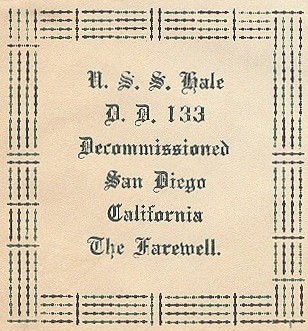 U. S. S. Hale
D. D. 133
Decommissioned
San Diego
California
The Farewell.